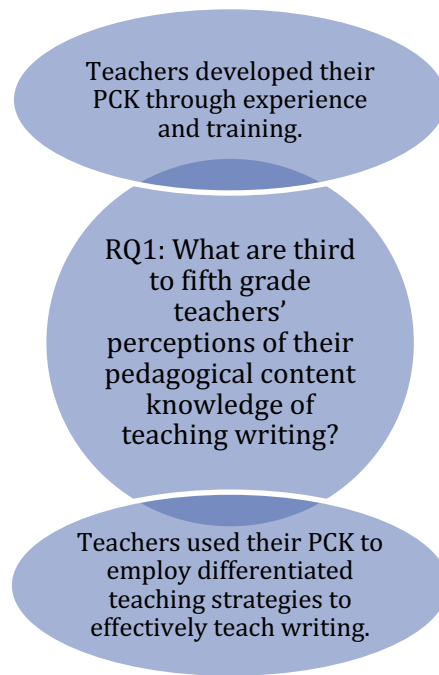 Teachers developed their
PCK through experience
and training.
RQ1: What are third
to fifth grade
teachers’
perceptions of their
pedagogical content
knowledge of
teaching writing?
Teachers used their PCK to
employ differentiated
teaching strategies to
effectively teach writing.